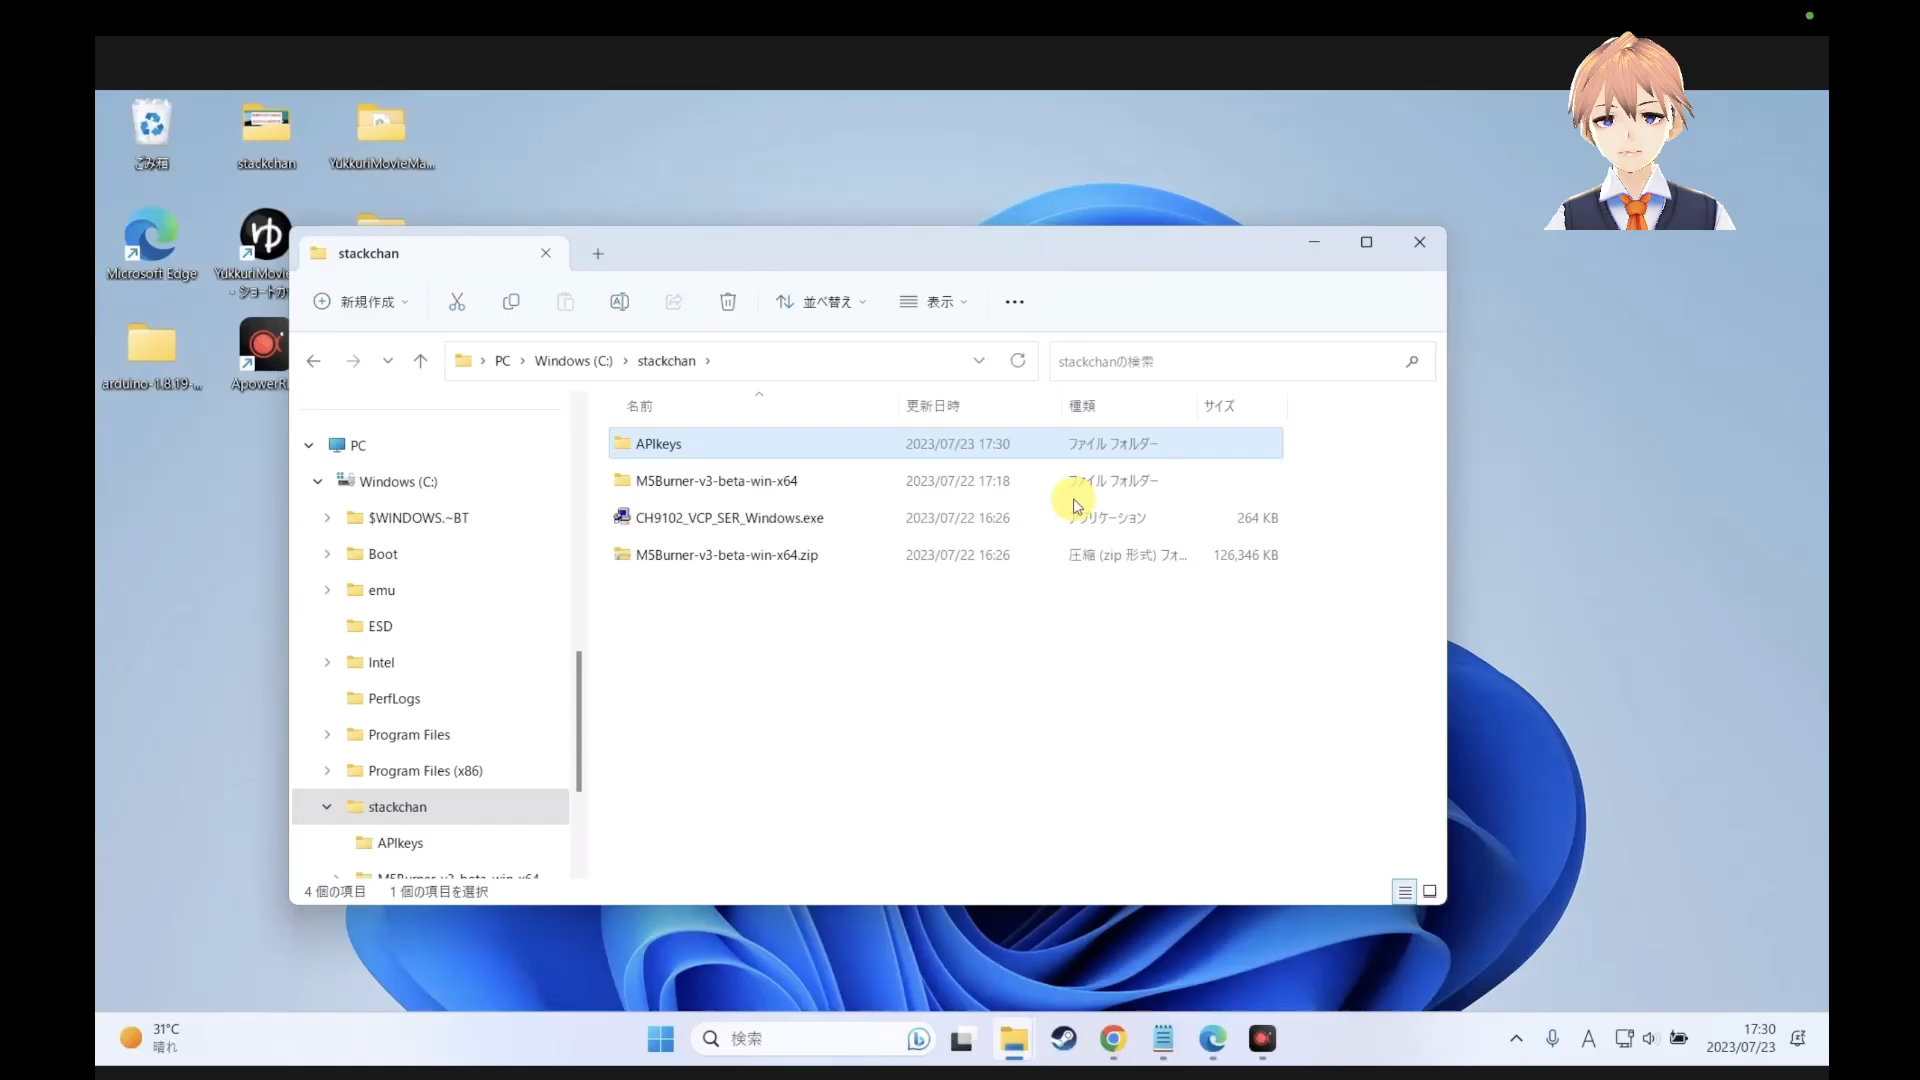 ごみ箱
stackchan
YukkuriMovieMa...
Microsoft Edge
YukkuriMovie
arduino-1.8.19-...
ApowerR
stackchan
新規作成
並べ替え
表示
PC
Windows (C:)
stackchan
stackchanの検索
名前
更新日時
種類
サイズ
APIkeys
2023/07/23 17:30
ファイル フォルダー
M5Burner-v3-beta-win-x64
2023/07/22 17:18
ファイル フォルダー
CH9102_VCP_SER_Windows.exe
2023/07/22 16:26
アプリケーション
264 KB
M5Burner-v3-beta-win-x64.zip
2023/07/22 16:26
圧縮 (zip 形式) フォ...
126,346 KB
PC
Windows (C:)
$WINDOWS.~BT
Boot
emu
ESD
Intel
PerfLogs
Program Files
Program Files (x86)
stackchan
APIkeys
M5Burner-v3-beta-win-x64
4 個の項目
1 個の項目を選択
31°C
晴れ
検索
A
17:30
2023/07/23